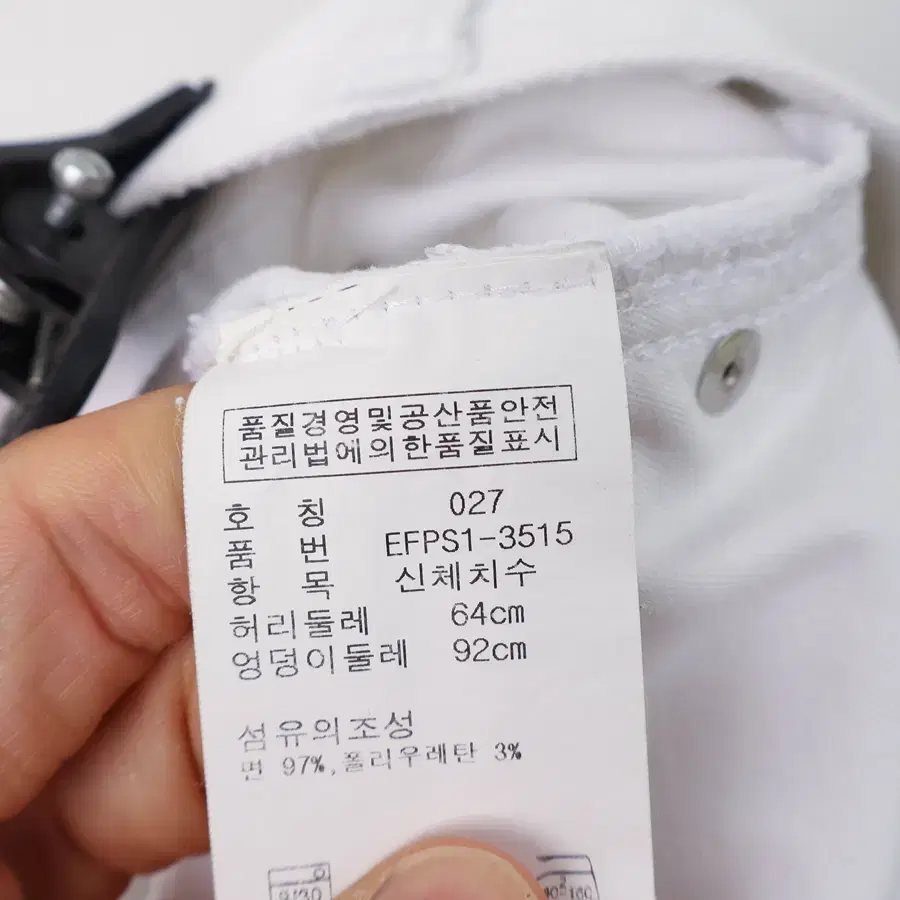 품질경영및공산품안전
관리법에의한품질표시
호 칭 027
품 번 EFPS1-3515
항 목 신체치수
허리둘레 64cm
엉덩이둘레 92cm
섬유의조성
면 97%,폴리우레탄 3%